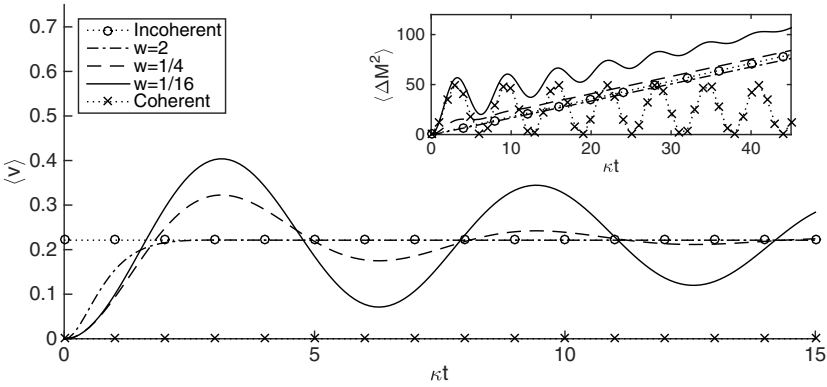 0.7
0.6
0.5
0.4
0.3
0.2
0.1
0
⟨v⟩
0 5 10 15
κt
Incoherent
w=2
w=1/4
w=1/16
Coherent
100
50
0
⟨ΔM²⟩
0 10 20 30 40
κt